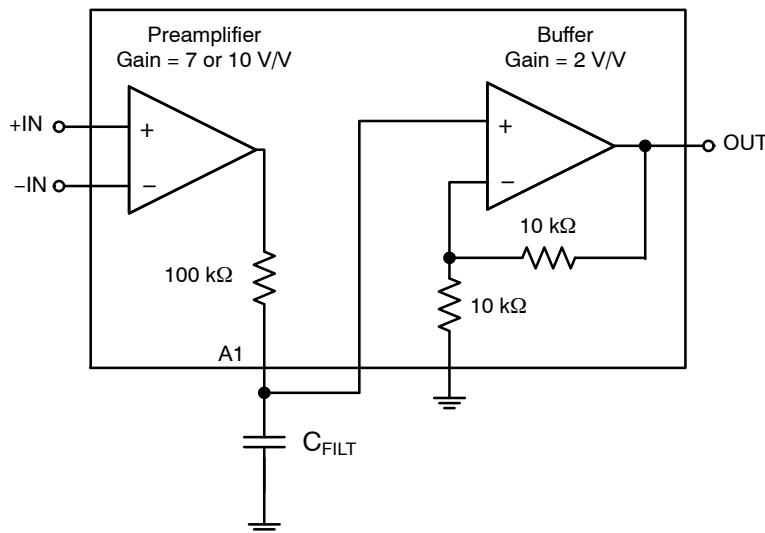 Preamplifier
Gain = 7 or 10 V/V
Buffer
Gain = 2 V/V
+IN
+
−IN
−
+
−
OUT
10 kΩ
100 kΩ
10 kΩ
A1
CFILT